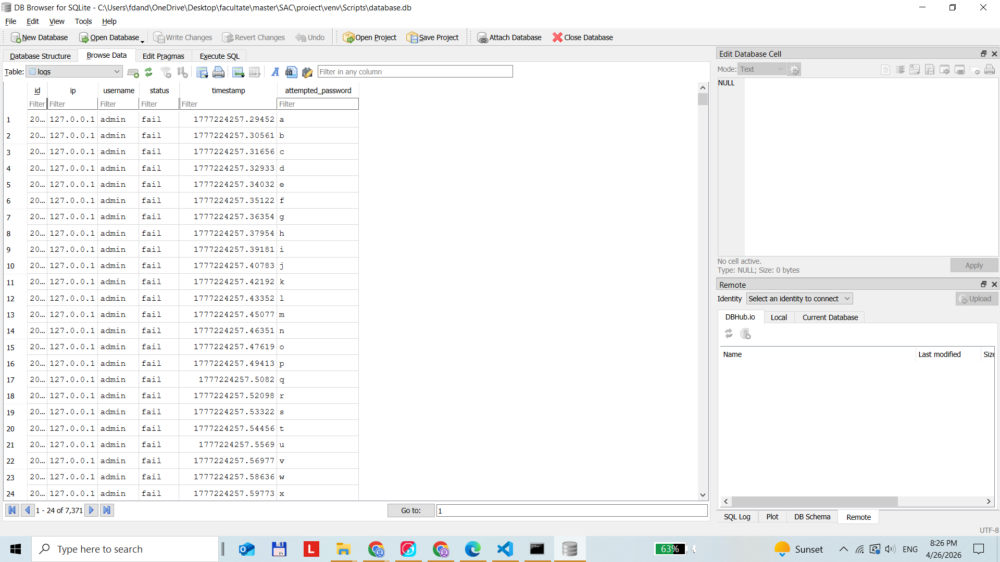 DB Browser for SQLite - C:\Users\fdand\OneDrive\Desktop\facultate\master\SAC\proiect\venv\Scripts\database.db
File Edit View Tools Help
New Database Open Database Write Changes Revert Changes Undo Open Project Save Project Attach Database Close Database
Database Structure Browse Data Edit Pragmas Execute SQL
Table: logs Filter in any column
id ip username status timestamp attempted_password
Filter Filter Filter Filter Filter Filter
1 20... 127.0.0.1 admin fail 1777224257.29452 a
2 20... 127.0.0.1 admin fail 1777224257.30561 b
3 20... 127.0.0.1 admin fail 1777224257.31656 c
4 20... 127.0.0.1 admin fail 1777224257.32933 d
5 20... 127.0.0.1 admin fail 1777224257.34032 e
6 20... 127.0.0.1 admin fail 1777224257.35122 f
7 20... 127.0.0.1 admin fail 1777224257.36354 g
8 20... 127.0.0.1 admin fail 1777224257.37954 h
9 20... 127.0.0.1 admin fail 1777224257.39181 i
10 20... 127.0.0.1 admin fail 1777224257.40783 j
11 20... 127.0.0.1 admin fail 1777224257.42192 k
12 20... 127.0.0.1 admin fail 1777224257.43352 l
13 20... 127.0.0.1 admin fail 1777224257.45077 m
14 20... 127.0.0.1 admin fail 1777224257.46351 n
15 20... 127.0.0.1 admin fail 1777224257.47619 o
16 20... 127.0.0.1 admin fail 1777224257.49413 p
17 20... 127.0.0.1 admin fail 1777224257.5082 q
18 20... 127.0.0.1 admin fail 1777224257.52098 r
19 20... 127.0.0.1 admin fail 1777224257.53322 s
20 20... 127.0.0.1 admin fail 1777224257.54456 t
21 20... 127.0.0.1 admin fail 1777224257.5569 u
22 20... 127.0.0.1 admin fail 1777224257.56977 v
23 20... 127.0.0.1 admin fail 1777224257.58636 w
24 20... 127.0.0.1 admin fail 1777224257.59773 x
1 - 24 of 7,371 Go to: 1
Edit Database Cell
Mode: Text
NULL
No cell active.
Type: NULL; Size: 0 bytes
Apply
Remote
Identity Select an identity to connect Upload
DBHub.io Local Current Database
Name Last modified Size
SQL Log Plot DB Schema Remote
UTF-8
Type here to search
L
63%
Sunset
ENG
8:26 PM
4/26/2026